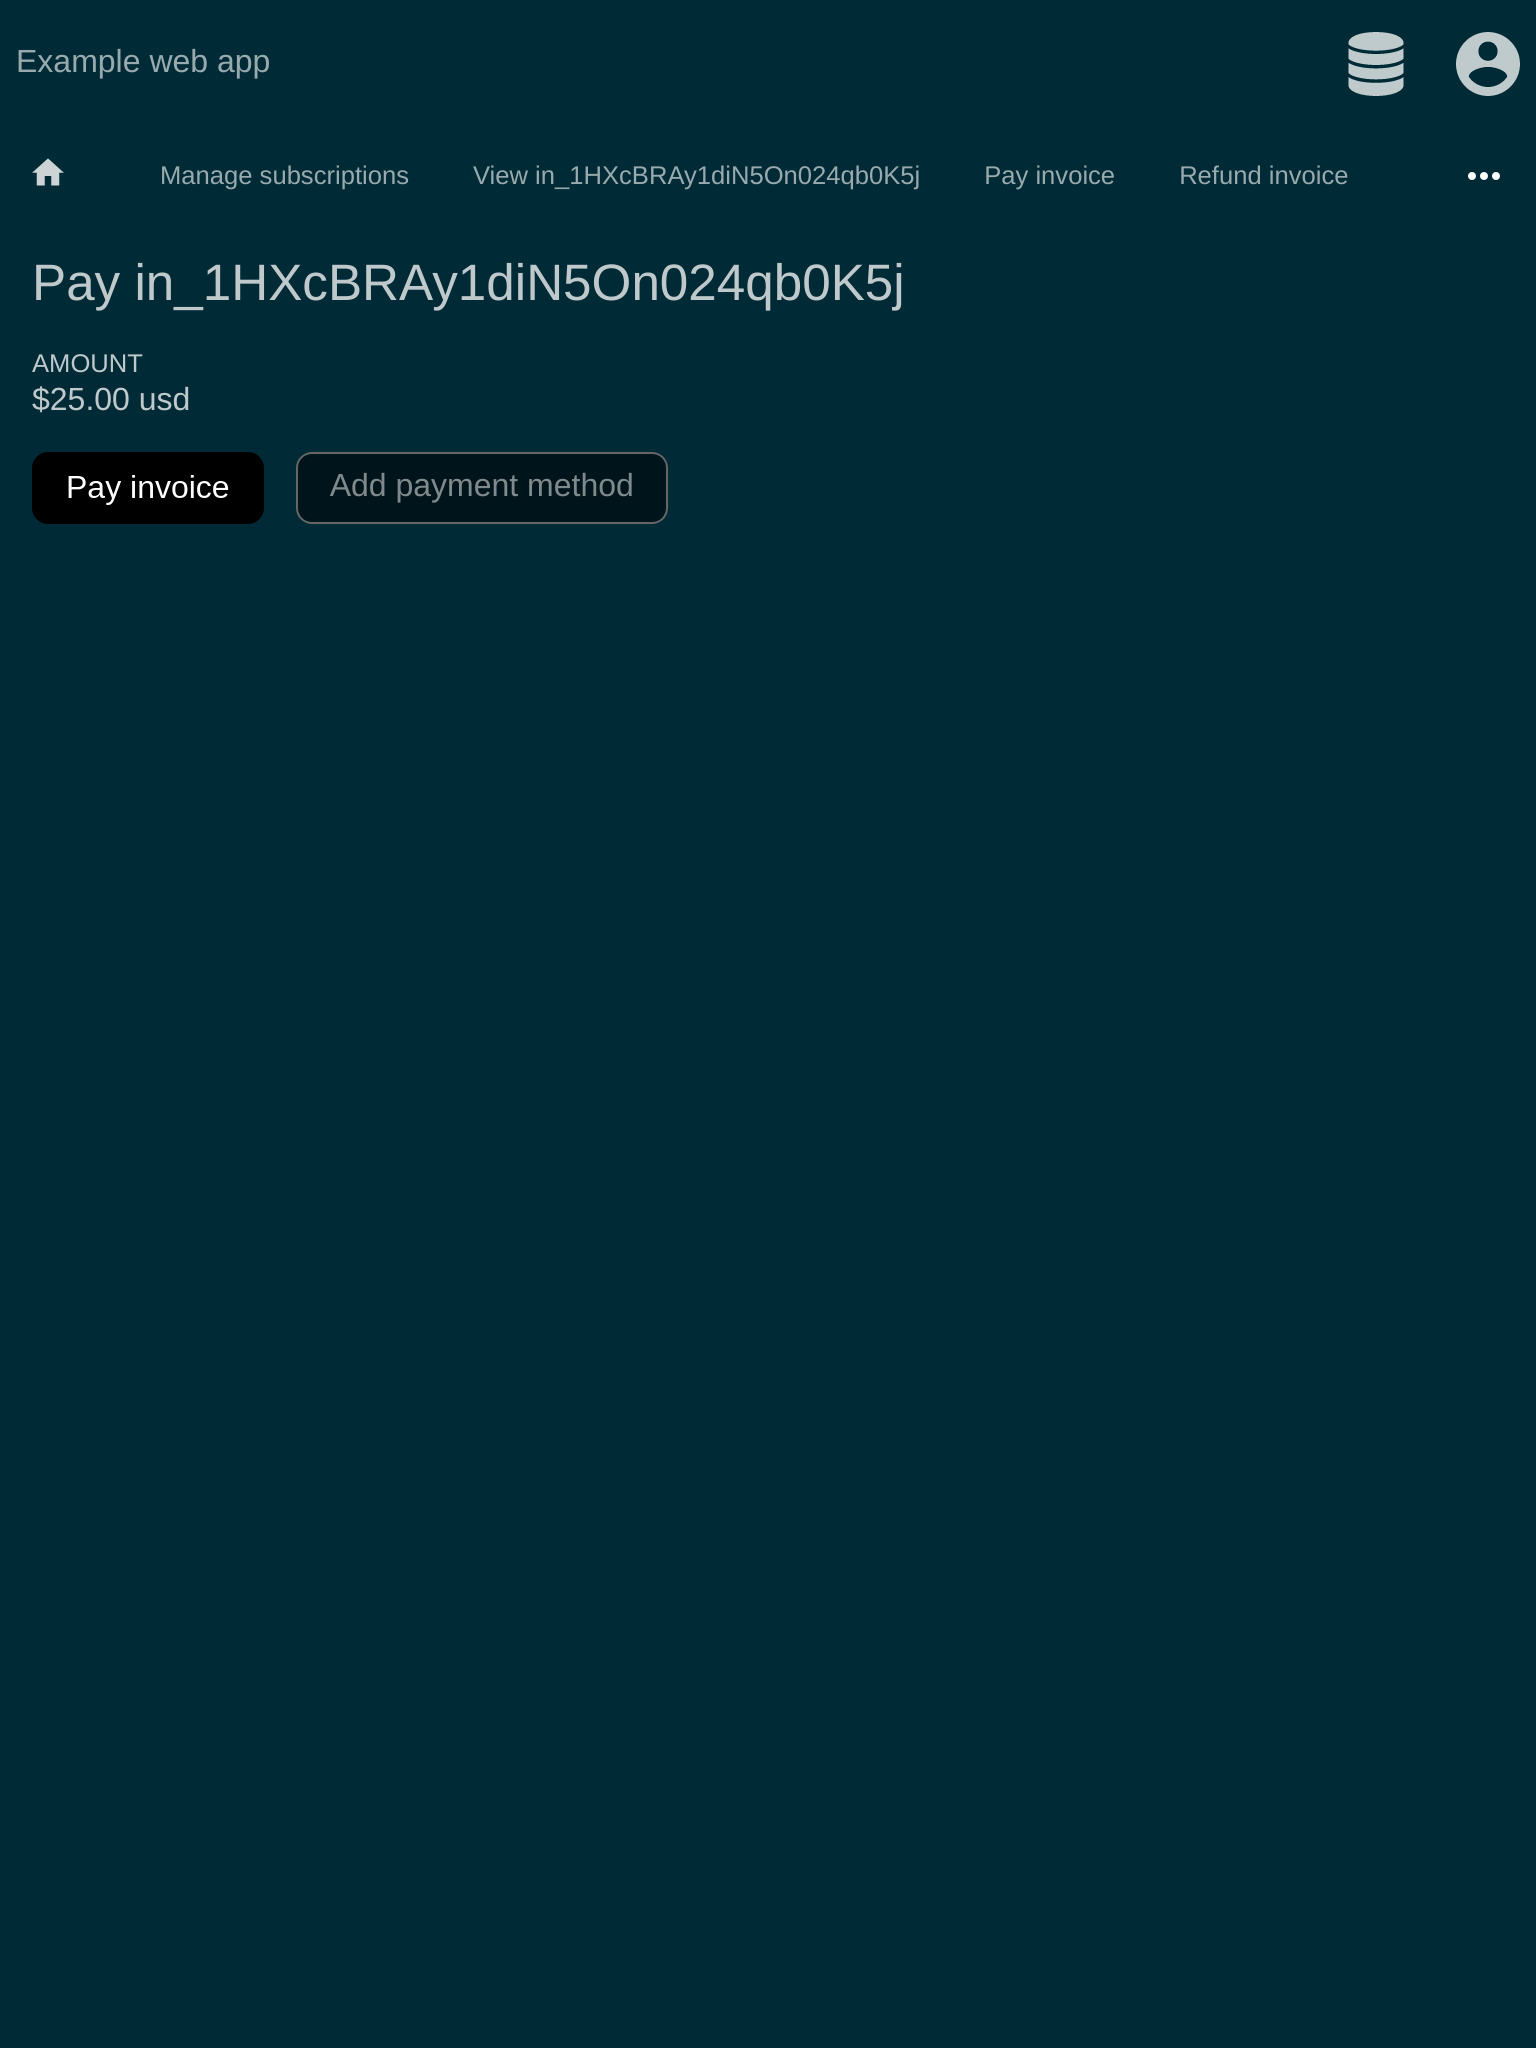 Example web app
Manage subscriptions View in_1HXcBRAy1diN5On024qb0K5j Pay invoice Refund invoice
Pay in_1HXcBRAy1diN5On024qb0K5j
AMOUNT
$25.00 usd
Pay invoice Add payment method